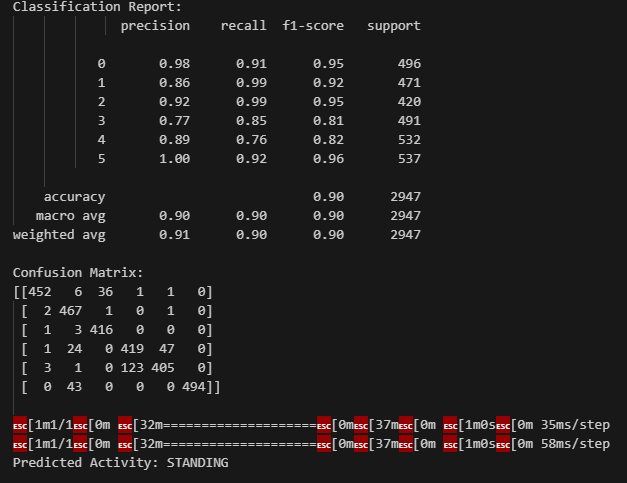 Classification Report:
precision recall f1-score support
0 0.98 0.91 0.95 496
1 0.86 0.99 0.92 471
2 0.92 0.99 0.95 420
3 0.77 0.85 0.81 491
4 0.89 0.76 0.82 532
5 1.00 0.92 0.96 537
accuracy 0.90 2947
macro avg 0.90 0.90 0.90 2947
weighted avg 0.91 0.90 0.90 2947
Confusion Matrix:
[[452 6 36 1 1 0]
[ 2 467 1 0 1 0]
[ 1 3 416 0 0 0]
[ 1 24 0 419 47 0]
[ 3 1 0 123 405 0]
[ 0 43 0 0 0 494]]
ESC[1m1/1ESC[0m ESC[32m━━━━━━━━━━━━━━━━━━━━ESC[0mESC[37mESC[0m ESC[1m0sESC[0m 35ms/step
ESC[1m1/1ESC[0m ESC[32m━━━━━━━━━━━━━━━━━━━━ESC[0mESC[37mESC[0m ESC[1m0sESC[0m 58ms/step
Predicted Activity: STANDING